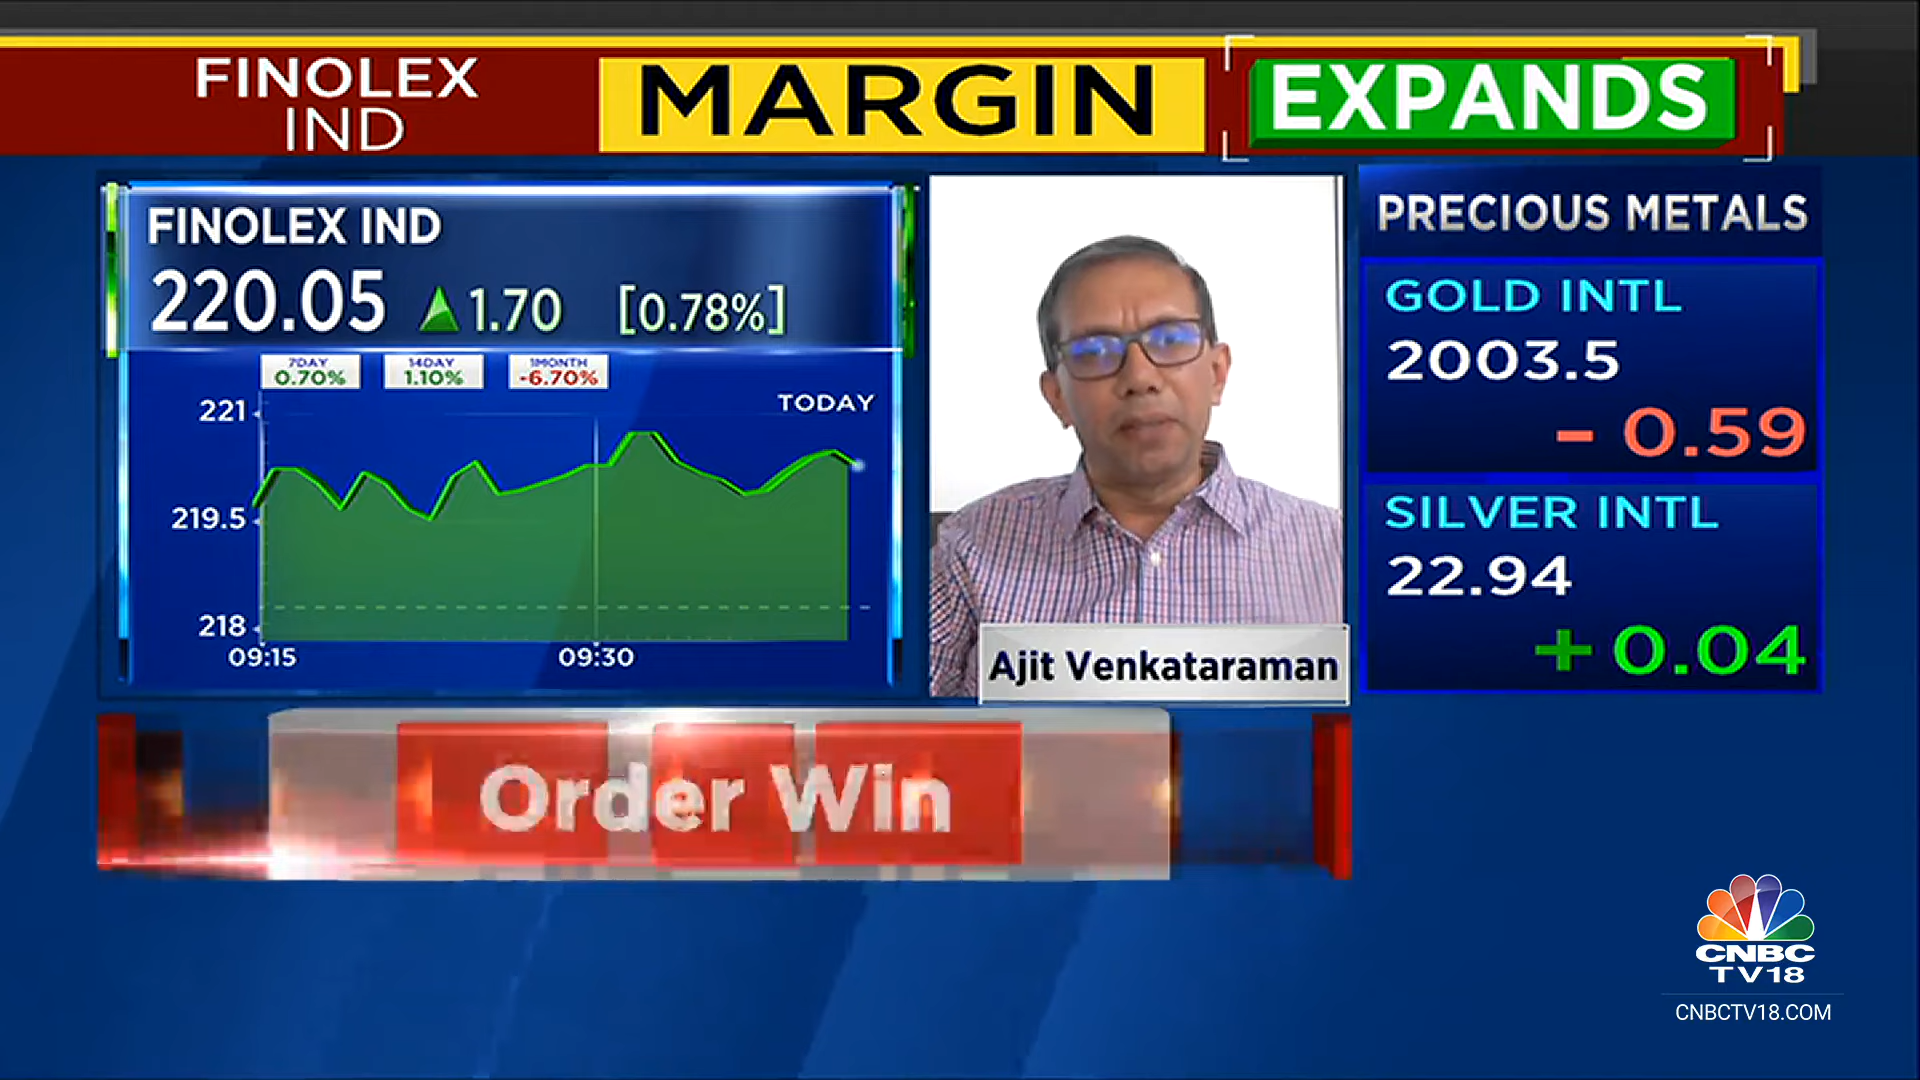 FINOLEX
IND
MARGIN
EXPANDS
FINOLEX IND
220.05 ▲ 1.70 [0.78%]
7DAY
0.70%
14DAY
1.10%
1MONTH
-6.70%
TODAY
221
219.5
218
09:15
09:30
Ajit Venkataraman
PRECIOUS METALS
GOLD INTL
2003.5
- 0.59
SILVER INTL
22.94
+ 0.04
Order Win
CNBC
TV18
CNBCTV18.COM